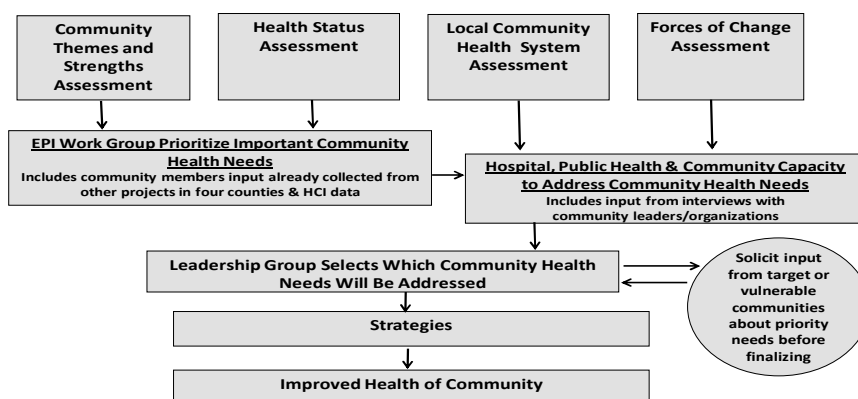 Community
Themes and
Strengths
Assessment
Health Status
Assessment
Local Community
Health System
Assessment
Forces of Change
Assessment
EPI Work Group Prioritize Important Community
Health Needs
Includes community members input already collected from
other projects in four counties & HCI data
Hospital, Public Health & Community Capacity
to Address Community Health Needs
Includes input from interviews with
community leaders/organizations
Leadership Group Selects Which Community Health
Needs Will Be Addressed
Solicit input
from target or
vulnerable
communities
about priority
needs before
finalizing
Strategies
Improved Health of Community